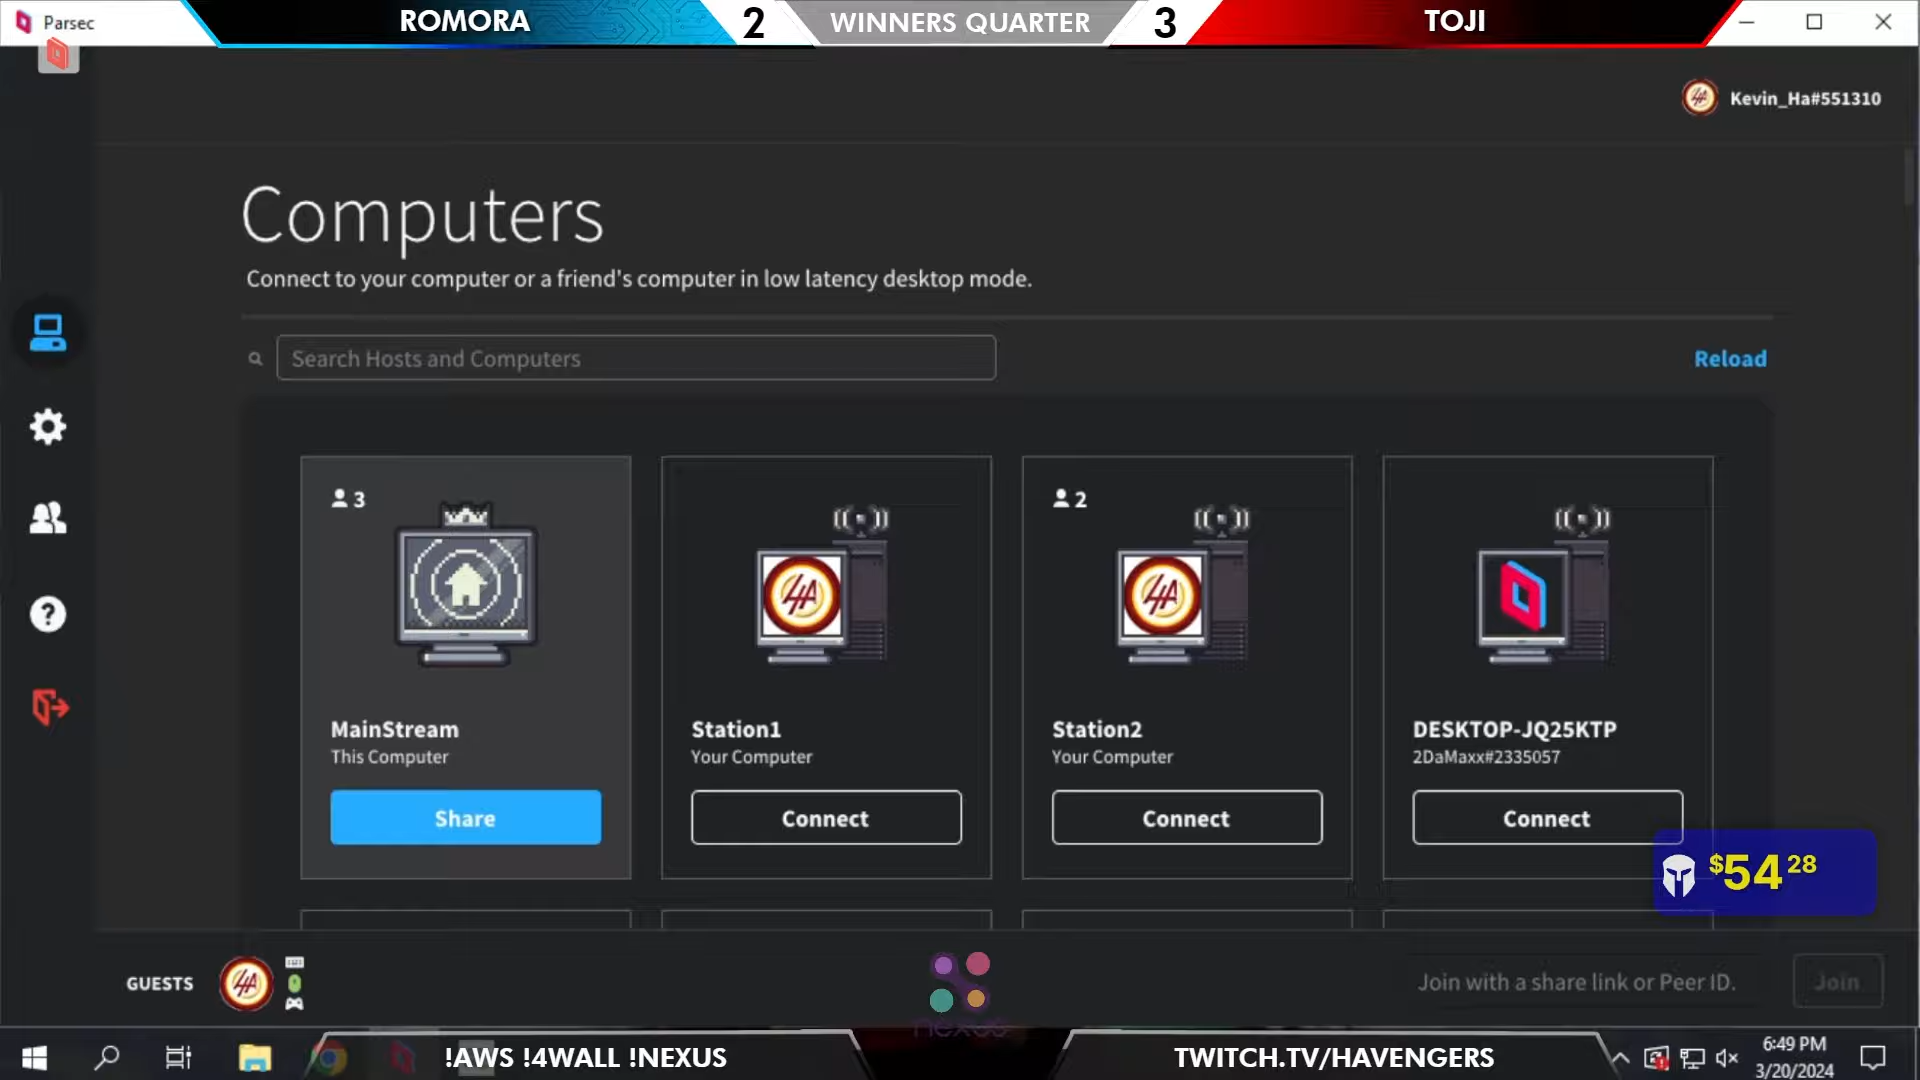 Parsec
ROMORA
2
WINNERS QUARTER
3
TOJI
Kevin_Ha#551310
Computers
Connect to your computer or a friend's computer in low latency desktop mode.
Search Hosts and Computers
Reload
3
2
MainStream
This Computer
Share
Station1
Your Computer
Connect
Station2
Your Computer
Connect
DESKTOP-JQ25KTP
2DaMaxx#2335057
Connect
$54 28
GUESTS
Join with a share link or Peer ID.
Join
nexus
!AWS !4WALL !NEXUS
TWITCH.TV/HAVENGERS
6:49 PM
3/20/2024